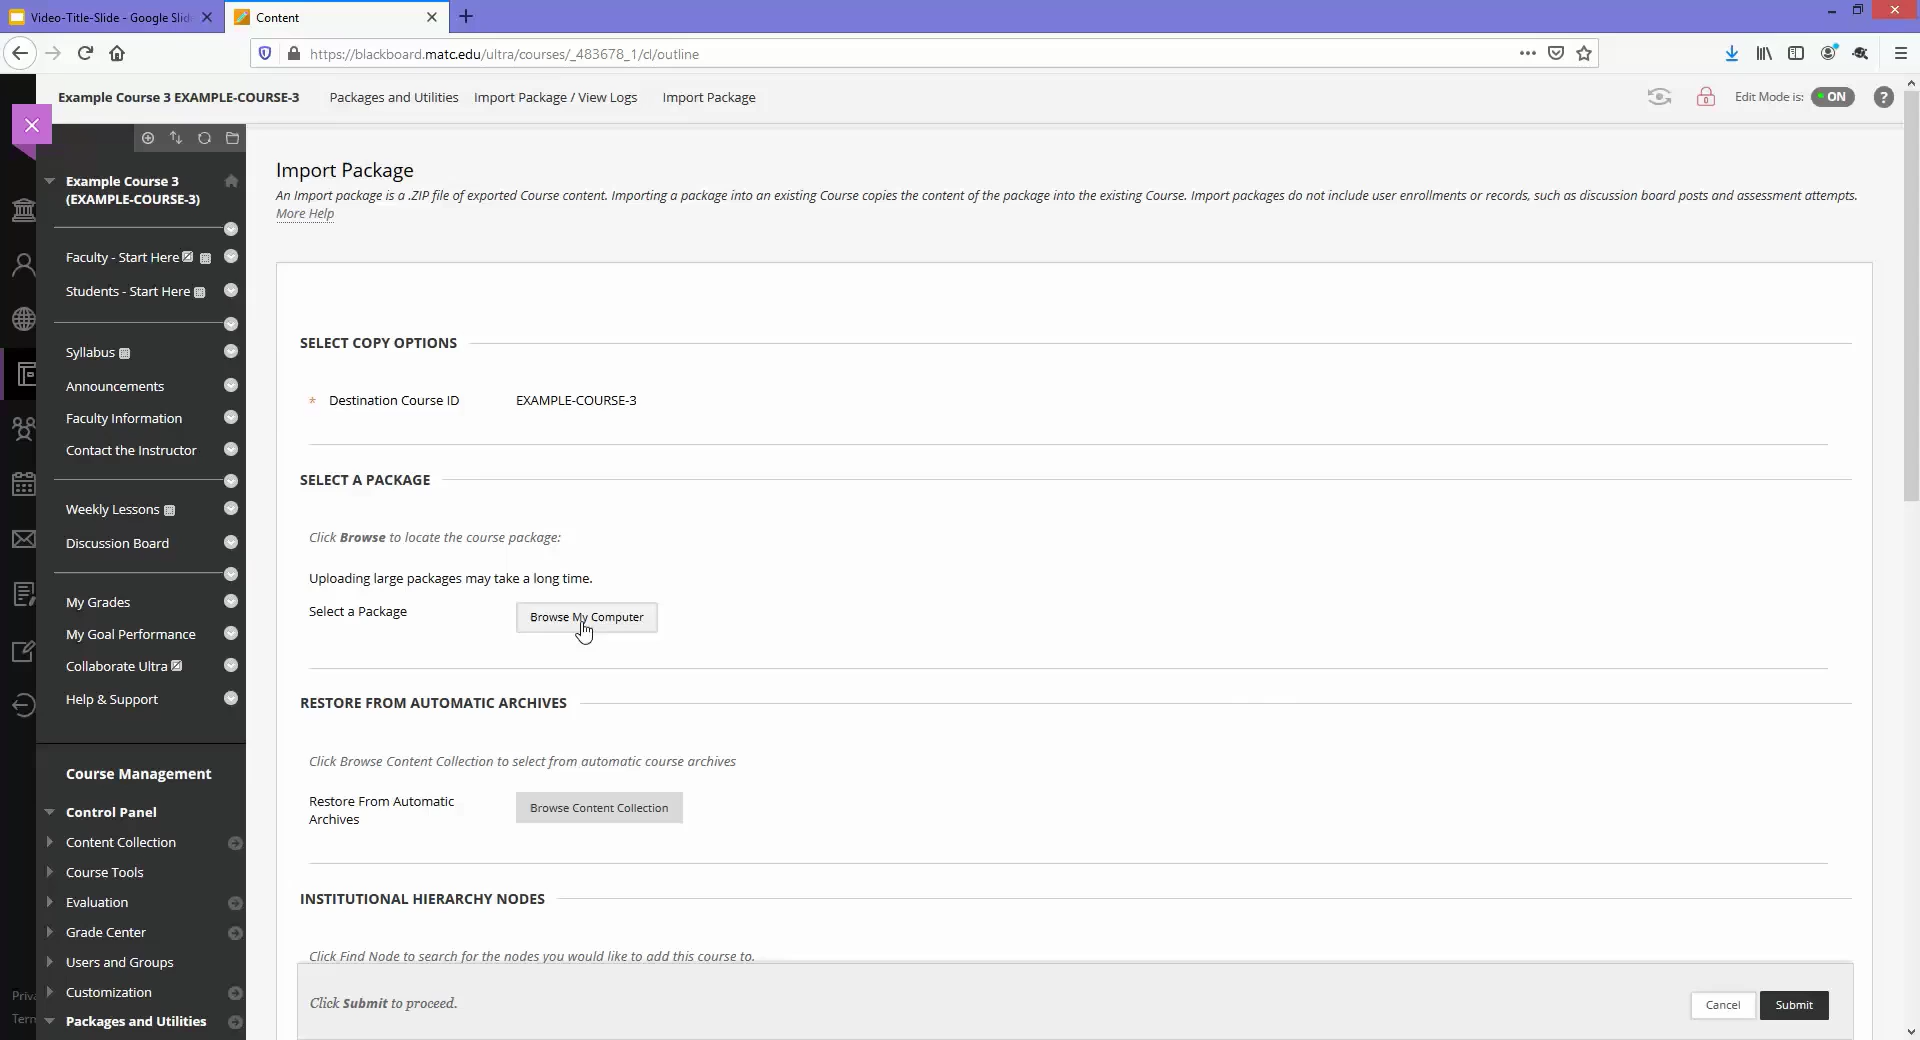 Video-Title-Slide - Google Slid
Content
https://blackboard.matc.edu/ultra/courses/_483678_1/cl/outline
Example Course 3 EXAMPLE-COURSE-3
Packages and Utilities
Import Package / View Logs
Import Package
Edit Mode is:
ON
?
Example Course 3
(EXAMPLE-COURSE-3)
Faculty - Start Here
Students - Start Here
Syllabus
Announcements
Faculty Information
Contact the Instructor
Weekly Lessons
Discussion Board
My Grades
My Goal Performance
Collaborate Ultra
Help & Support
Course Management
Control Panel
Content Collection
Course Tools
Evaluation
Grade Center
Users and Groups
Customization
Packages and Utilities
Priva
Term
Import Package
An Import package is a .ZIP file of exported Course content. Importing a package into an existing Course copies the content of the package into the existing Course. Import packages do not include user enrollments or records, such as discussion board posts and assessment attempts.
More Help
SELECT COPY OPTIONS
* Destination Course ID
EXAMPLE-COURSE-3
SELECT A PACKAGE
Click Browse to locate the course package:
Uploading large packages may take a long time.
Select a Package
Browse My Computer
RESTORE FROM AUTOMATIC ARCHIVES
Click Browse Content Collection to select from automatic course archives
Restore From Automatic
Archives
Browse Content Collection
INSTITUTIONAL HIERARCHY NODES
Click Find Node to search for the nodes you would like to add this course to.
Click Submit to proceed.
Cancel
Submit